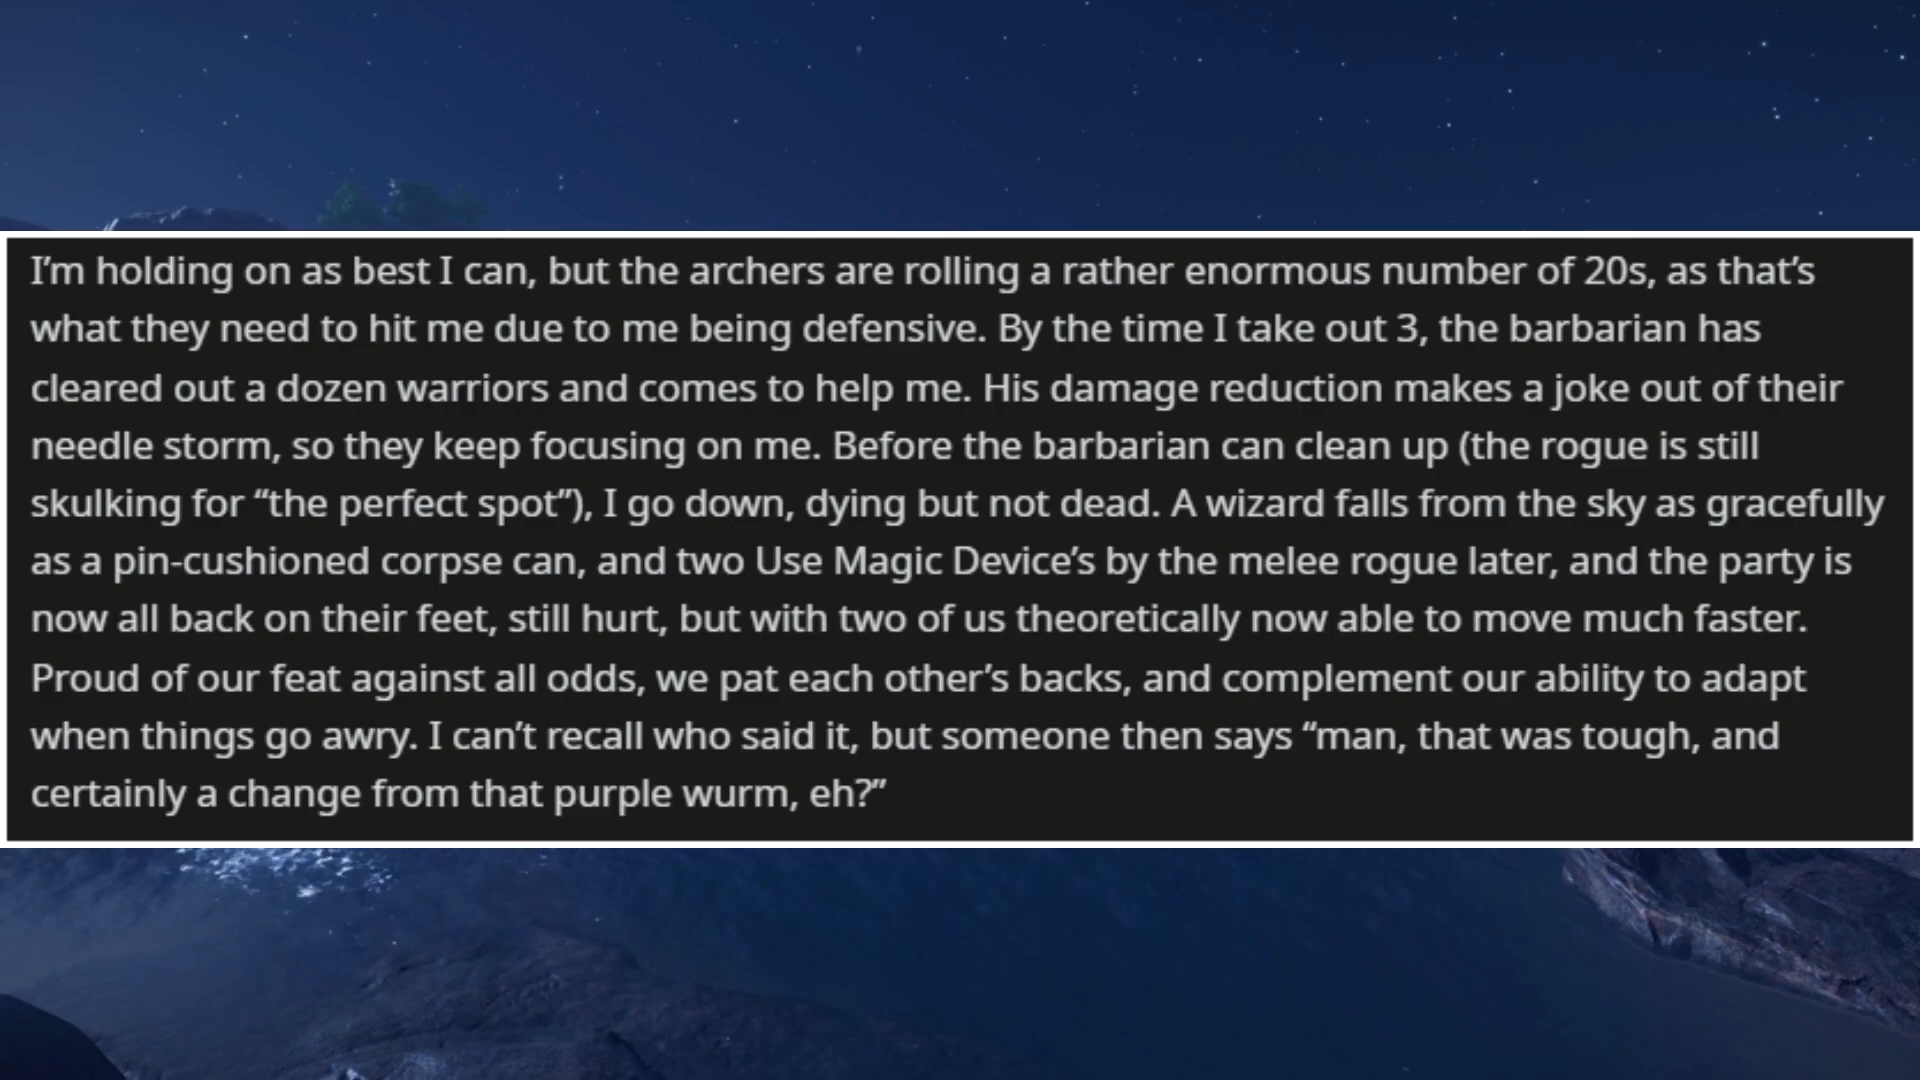 I’m holding on as best I can, but the archers are rolling a rather enormous number of 20s, as that’s
what they need to hit me due to me being defensive. By the time I take out 3, the barbarian has
cleared out a dozen warriors and comes to help me. His damage reduction makes a joke out of their
needle storm, so they keep focusing on me. Before the barbarian can clean up (the rogue is still
skulking for “the perfect spot”), I go down, dying but not dead. A wizard falls from the sky as gracefully
as a pin-cushioned corpse can, and two Use Magic Device’s by the melee rogue later, and the party is
now all back on their feet, still hurt, but with two of us theoretically now able to move much faster.
Proud of our feat against all odds, we pat each other’s backs, and complement our ability to adapt
when things go awry. I can’t recall who said it, but someone then says “man, that was tough, and
certainly a change from that purple wurm, eh?”